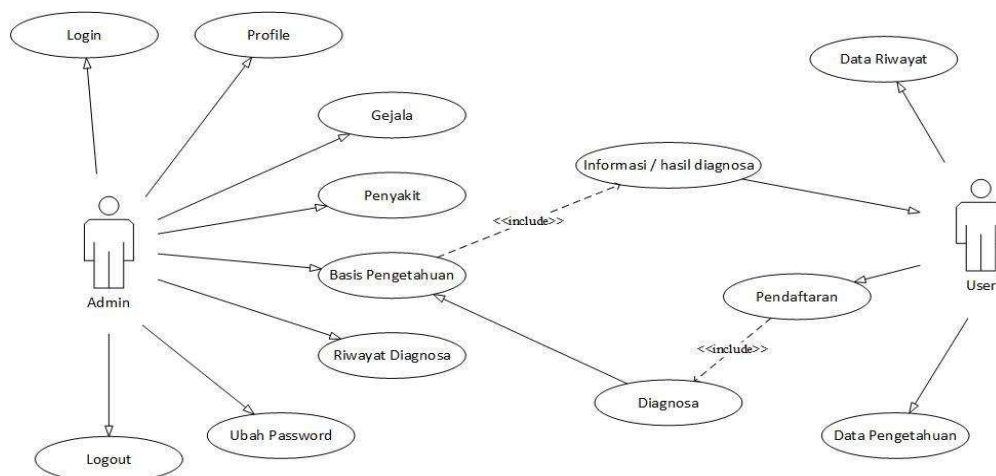 Login
Profile
Data Riwayat
Gejala
Informasi / hasil diagnosa
Penyakit
<<include>>
Basis Pengetahuan
Admin
User
Pendaftaran
<<include>>
Riwayat Diagnosa
Diagnosa
Ubah Password
Data Pengetahuan
Logout